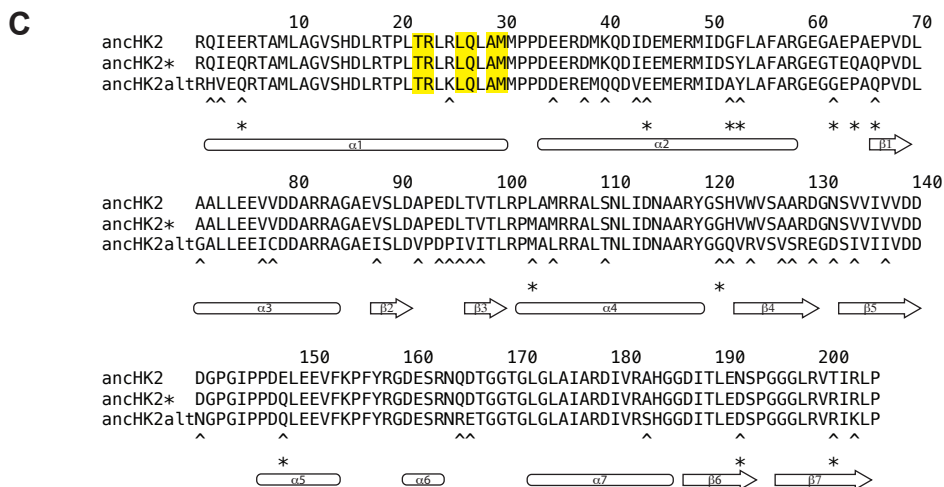 C
10 20 30 40 50 60 70
ancHK2 RQIEERTAMLAGVSHDLRTPLTRLRLQLAMMPPDEERDMKQDIDEMERMIDGFLAFARGEGAEPAEPVDL
ancHK2* RQIEQRTAMLAGVSHDLRTPLTRLRLQLAMMPPDEERDMKQDIEEMERMIDSYLAFARGEGTEQAQPVDL
ancHK2alt RHVEQRTAMLAGVSHDLRTPLTRLKLQLAMMPPDDEREMQQDVEEMERMIDAYLAFARGEGGEPAQPVDL
^^ ^ ^ ^ ^ ^ ^^ ^^ ^ ^
* * ** * * *
α1 α2 β1
80 90 100 110 120 130 140
ancHK2 AALLEEVVDDARRAGAEVSLDAPEDLTVTLRPLAMRRALSNLIDNAARYGSHVWVSAARDGNSVVIVVDD
ancHK2* AALLEEVVDDARRAGAEVSLDAPEDLTVTLRPMAMRRALSNLIDNAARYGHHVWVSAARDGNSVVIVVDD
ancHK2alt GALLEEICDDARRAGAEISLDVPDPIVITLRPMALRRALTNLIDNAARYGGQVRVSVSREGDSIVIIVDD
^ ^^ ^ ^ ^^^^^ ^ ^ ^ ^^ ^ ^^ ^ ^ ^ ^
* *
α3 β2 β3 α4 β4 β5
150 160 170 180 190 200
ancHK2 DGPGIPPDELEEVFKPFYRGDESRNQDTGGTGLGLAIARDIVRAHGGDITLENSPGGGLRVTIRLP
ancHK2* DGPGIPPDQLEEVFKPFYRGDESRNQDTGGTGLGLAIARDIVRAHGGDITLEDSPGGGLRVRIRLP
ancHK2alt NGPGIPPDQLEEVFKPFYRGDESRNRETGGTGLGLAIARDIVRSHGGDITLEDSPGGGLRVRIKLP
^ ^ ^^ ^ ^ ^ ^
* * *
α5 α6 α7 β6 β7